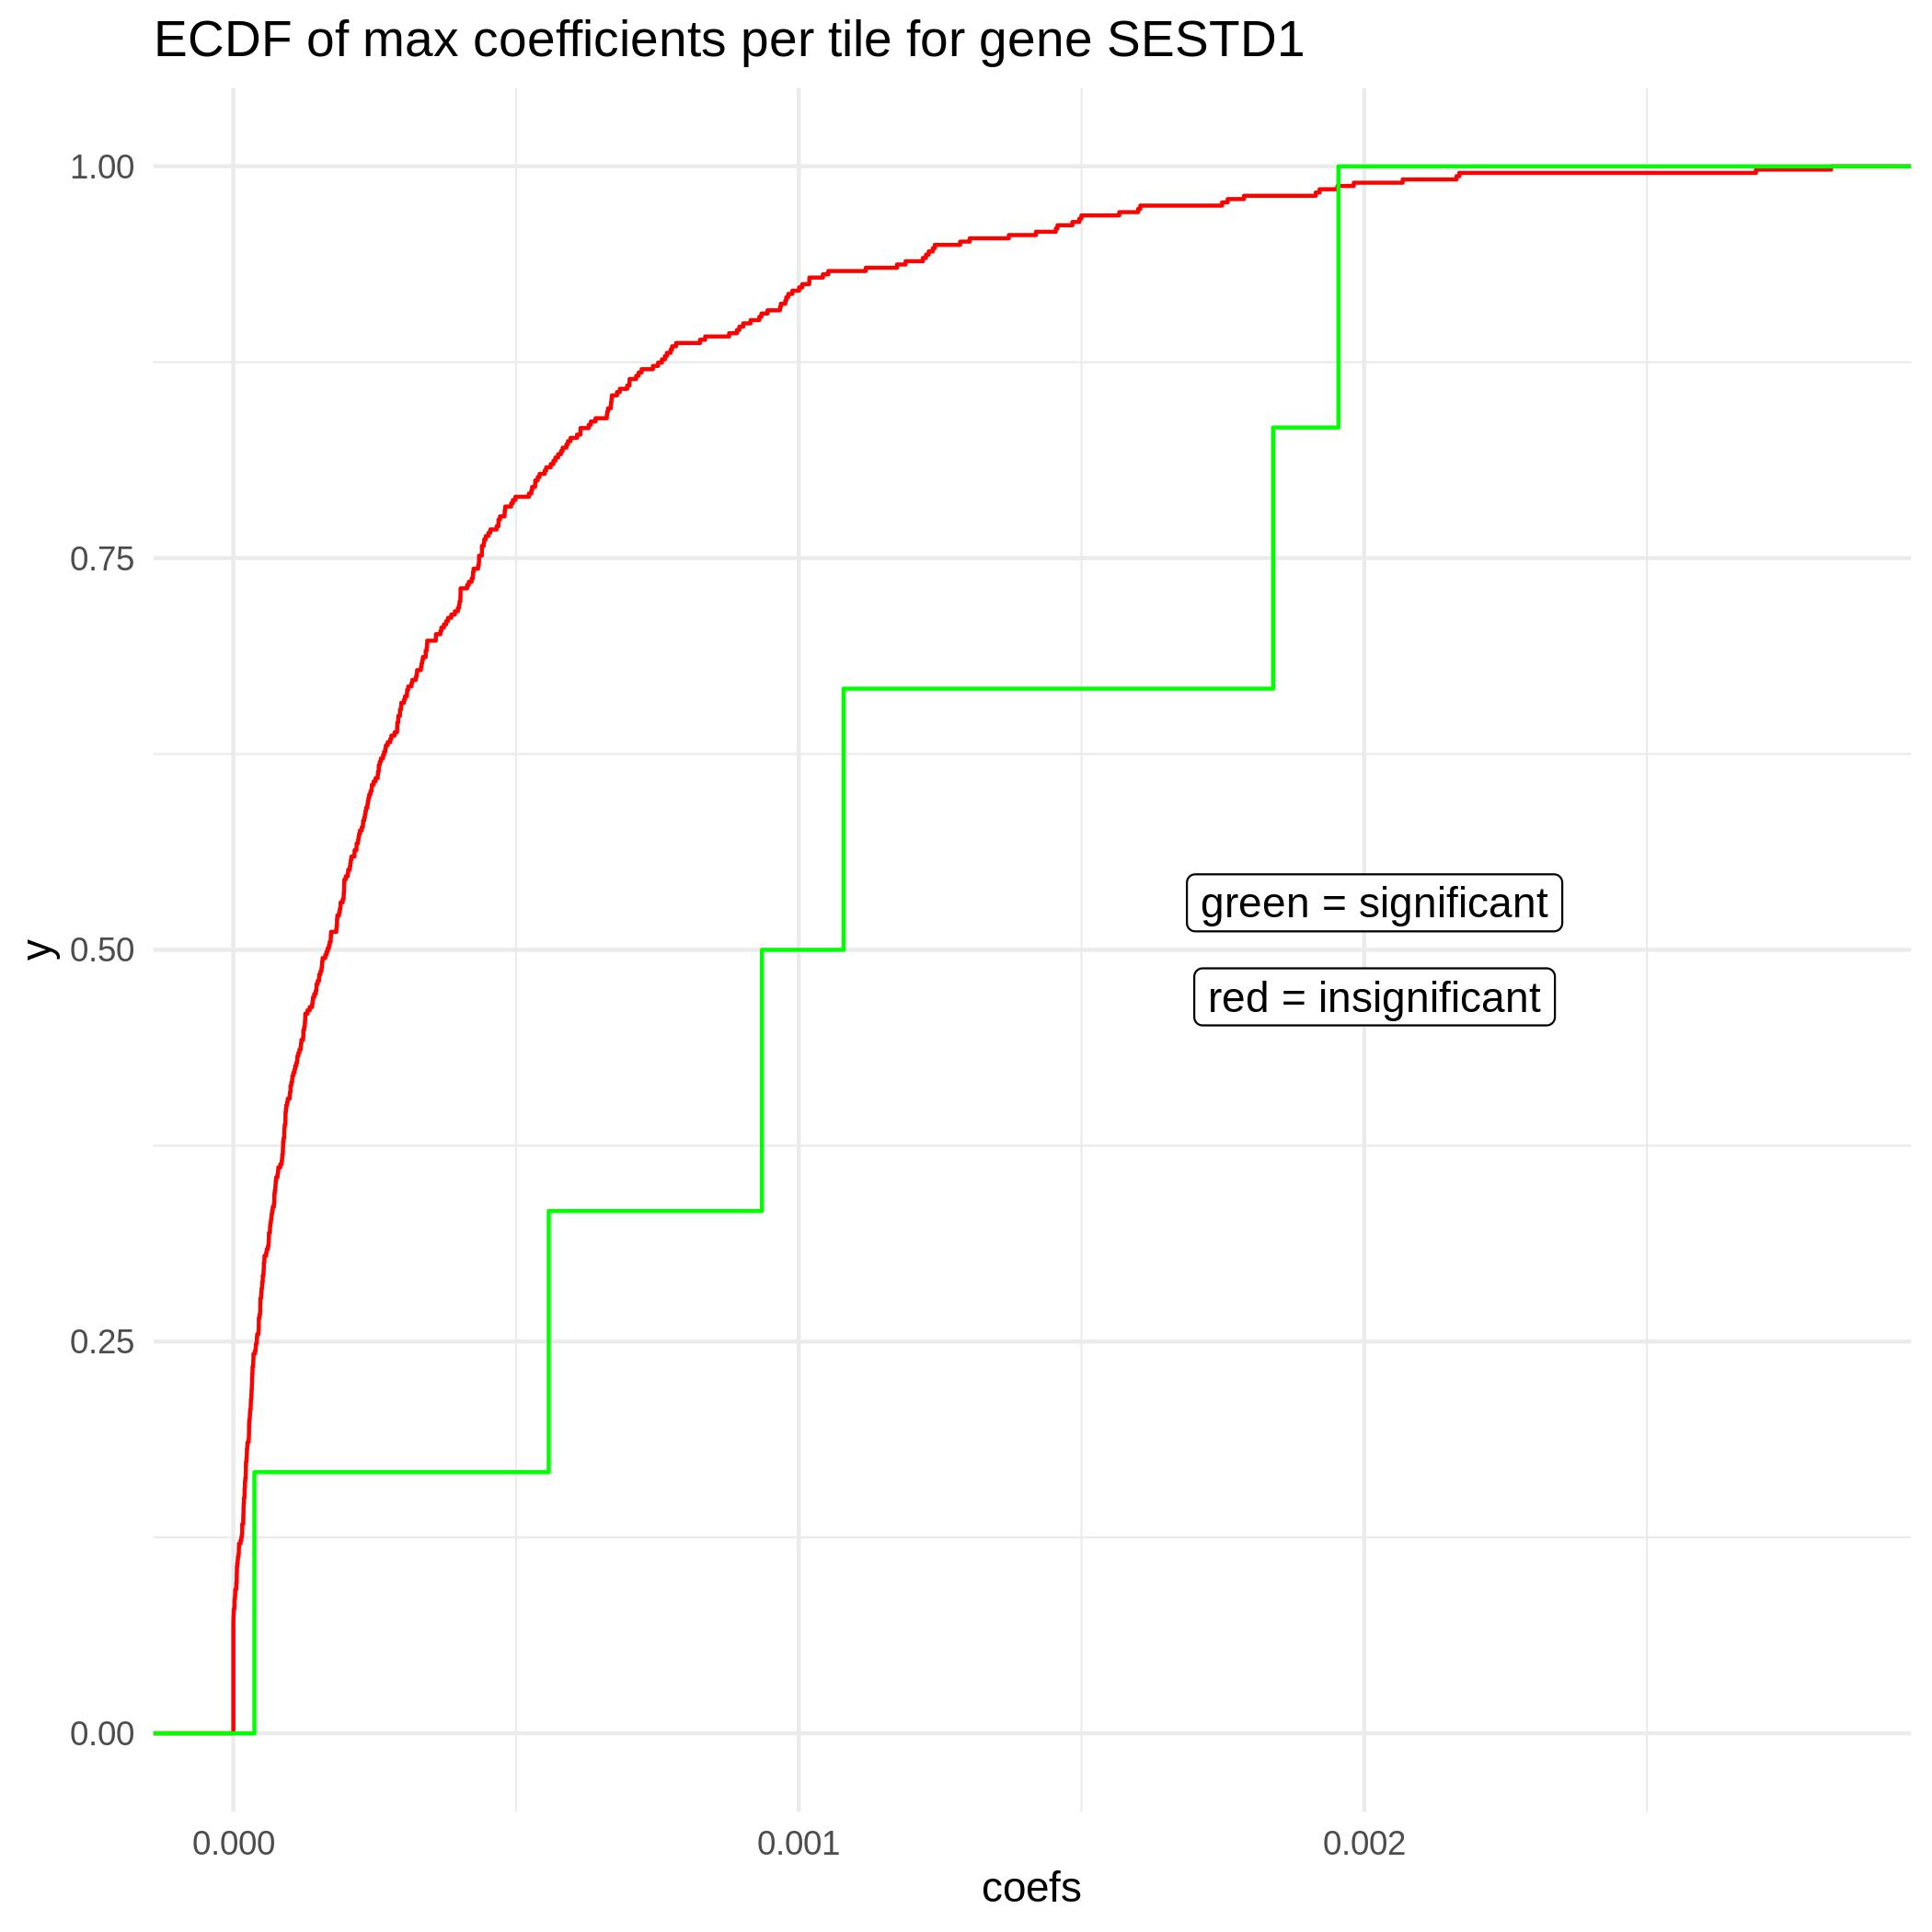 ECDF of max coefficients per tile for gene SESTD1
1.00
0.75
0.50
0.25
0.00
y
green = significant
red = insignificant
0.000
0.001
0.002
coefs